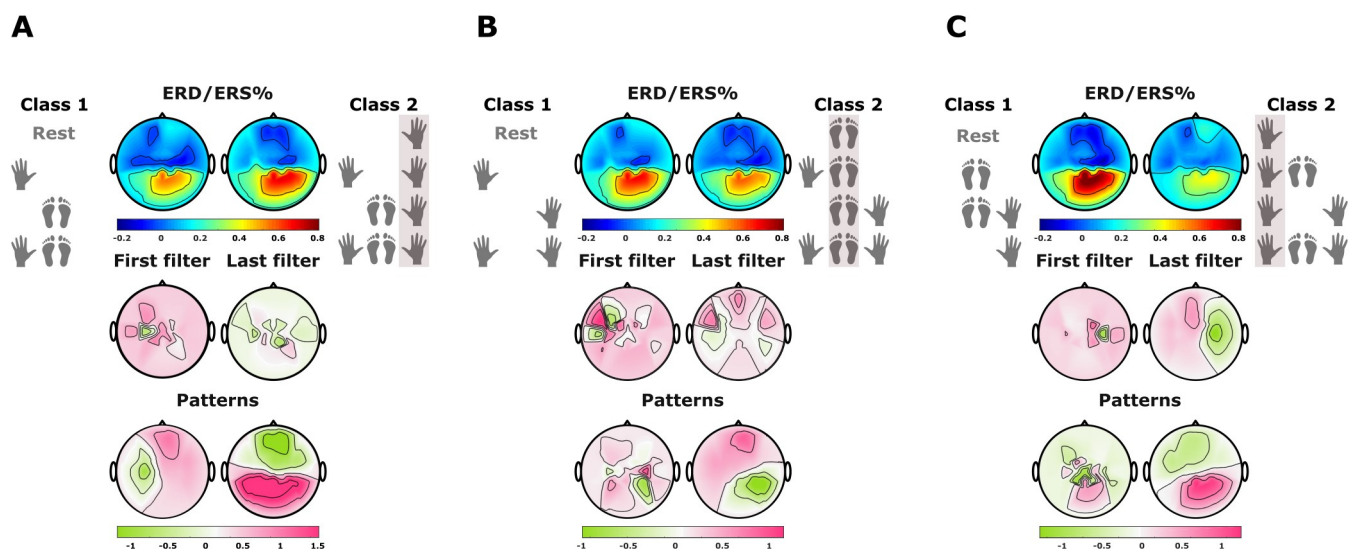 A
B
C
ERD/ERS%
Class 1
Class 2
Rest
-0.2 0 0.2 0.4 0.6 0.8
First filter Last filter
Patterns
-1 -0.5 0 0.5 1 1.5
ERD/ERS%
Class 1
Class 2
Rest
-0.2 0 0.2 0.4 0.6 0.8
First filter Last filter
Patterns
-1 -0.5 0 0.5 1
ERD/ERS%
Class 1
Class 2
Rest
-0.2 0 0.2 0.4 0.6 0.8
First filter Last filter
Patterns
-1 -0.5 0 0.5 1